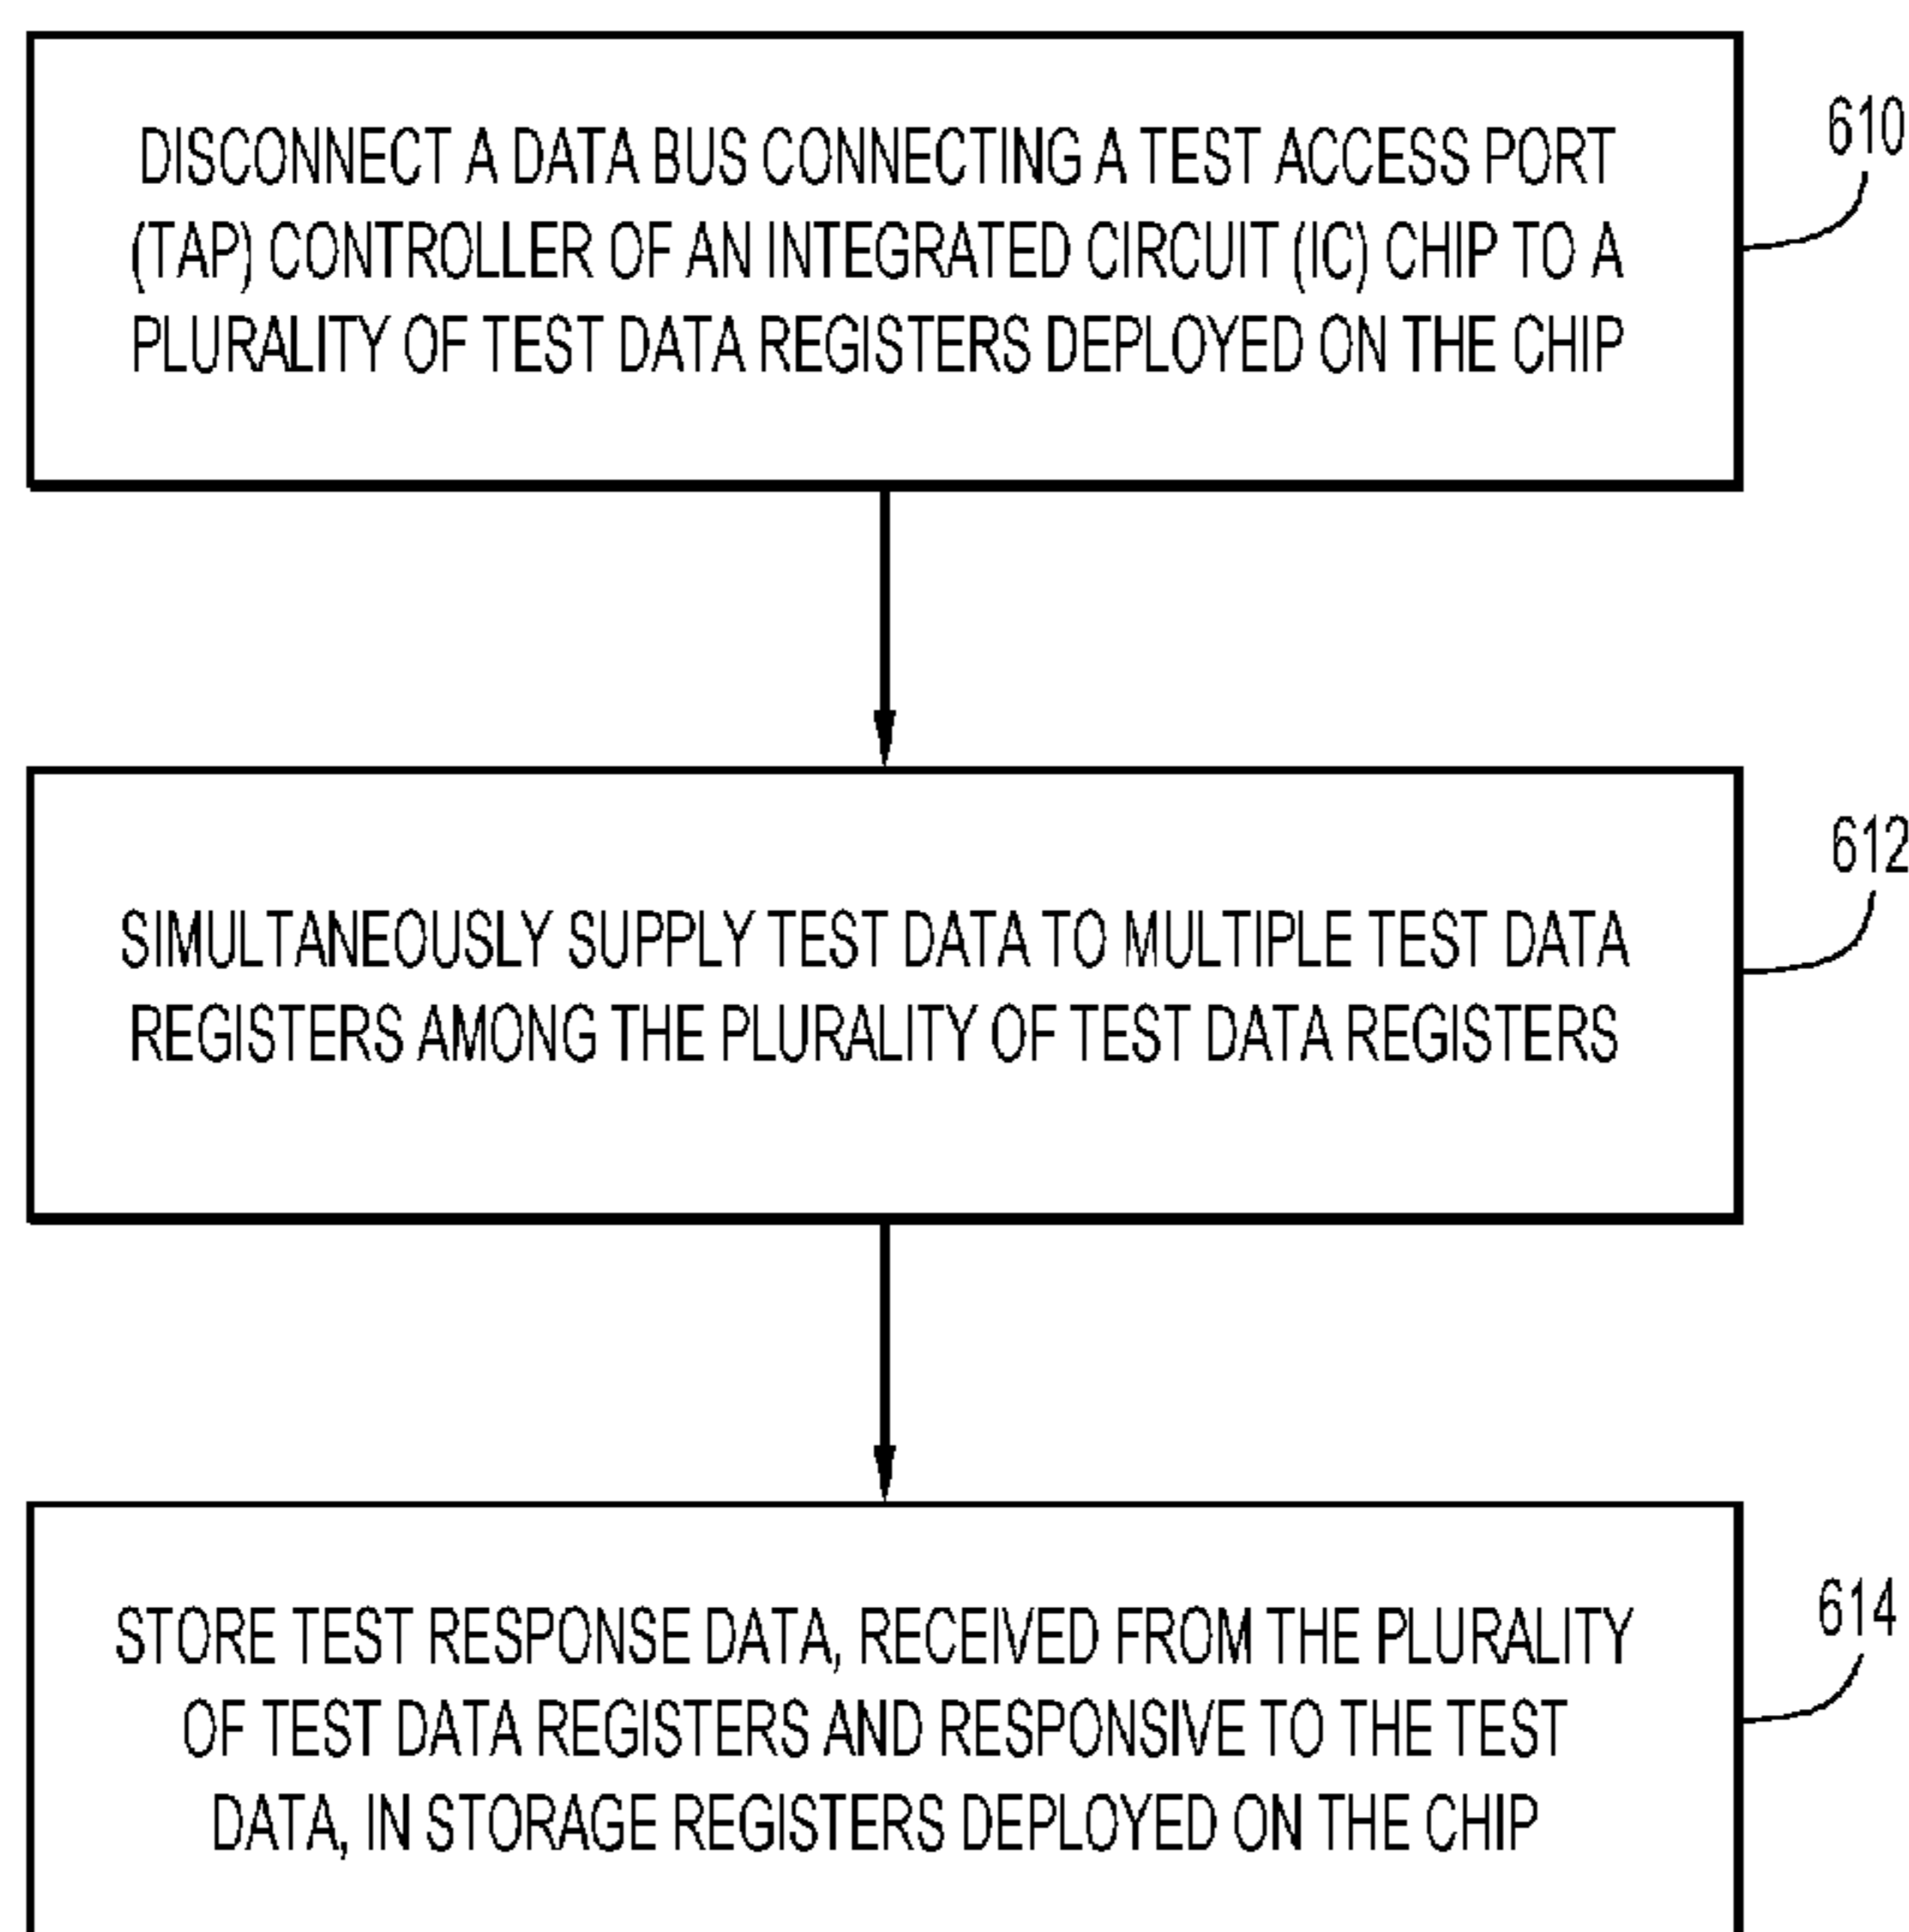 DISCONNECT A DATA BUS CONNECTING A TEST ACCESS PORT
(TAP) CONTROLLER OF AN INTEGRATED CIRCUIT (IC) CHIP TO A
PLURALITY OF TEST DATA REGISTERS DEPLOYED ON THE CHIP
610
SIMULTANEOUSLY SUPPLY TEST DATA TO MULTIPLE TEST DATA
REGISTERS AMONG THE PLURALITY OF TEST DATA REGISTERS
612
STORE TEST RESPONSE DATA, RECEIVED FROM THE PLURALITY
OF TEST DATA REGISTERS AND RESPONSIVE TO THE TEST
DATA, IN STORAGE REGISTERS DEPLOYED ON THE CHIP
614